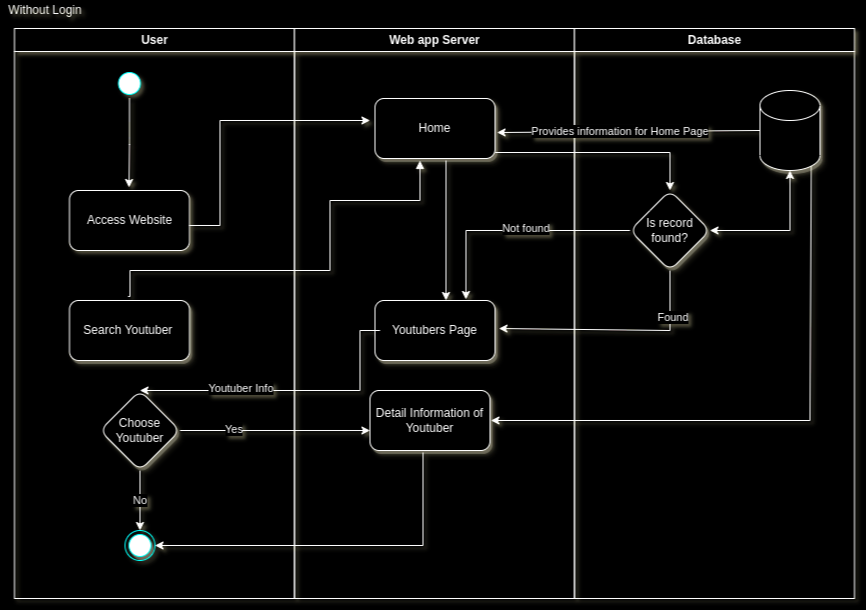 Without Login
User
Web app Server
Database
Home
Provides information for Home Page
Access Website
Is record
found?
Not found
Search Youtuber
Youtubers Page
Found
Youtuber Info
Choose
Youtuber
Yes
Detail Information of
Youtuber
No